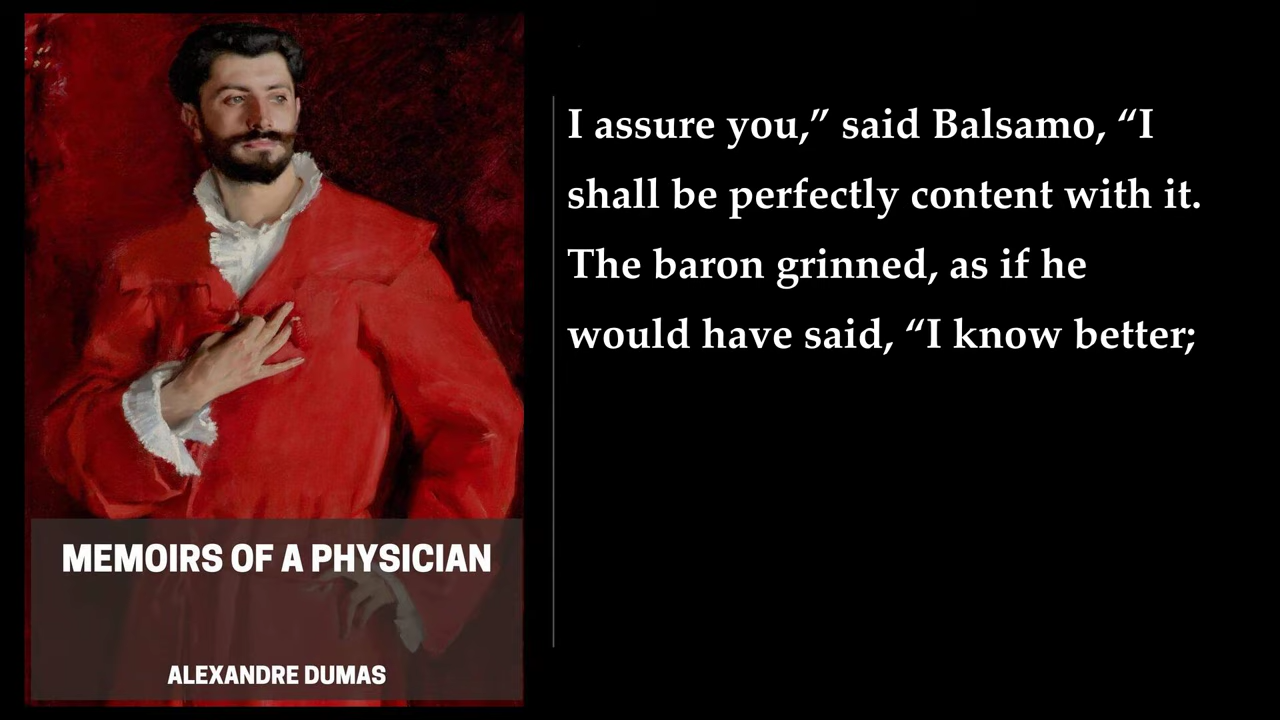 MEMOIRS OF A PHYSICIAN
ALEXANDRE DUMAS
I assure you,” said Balsamo, “I
shall be perfectly content with it.
The baron grinned, as if he
would have said, “I know better;